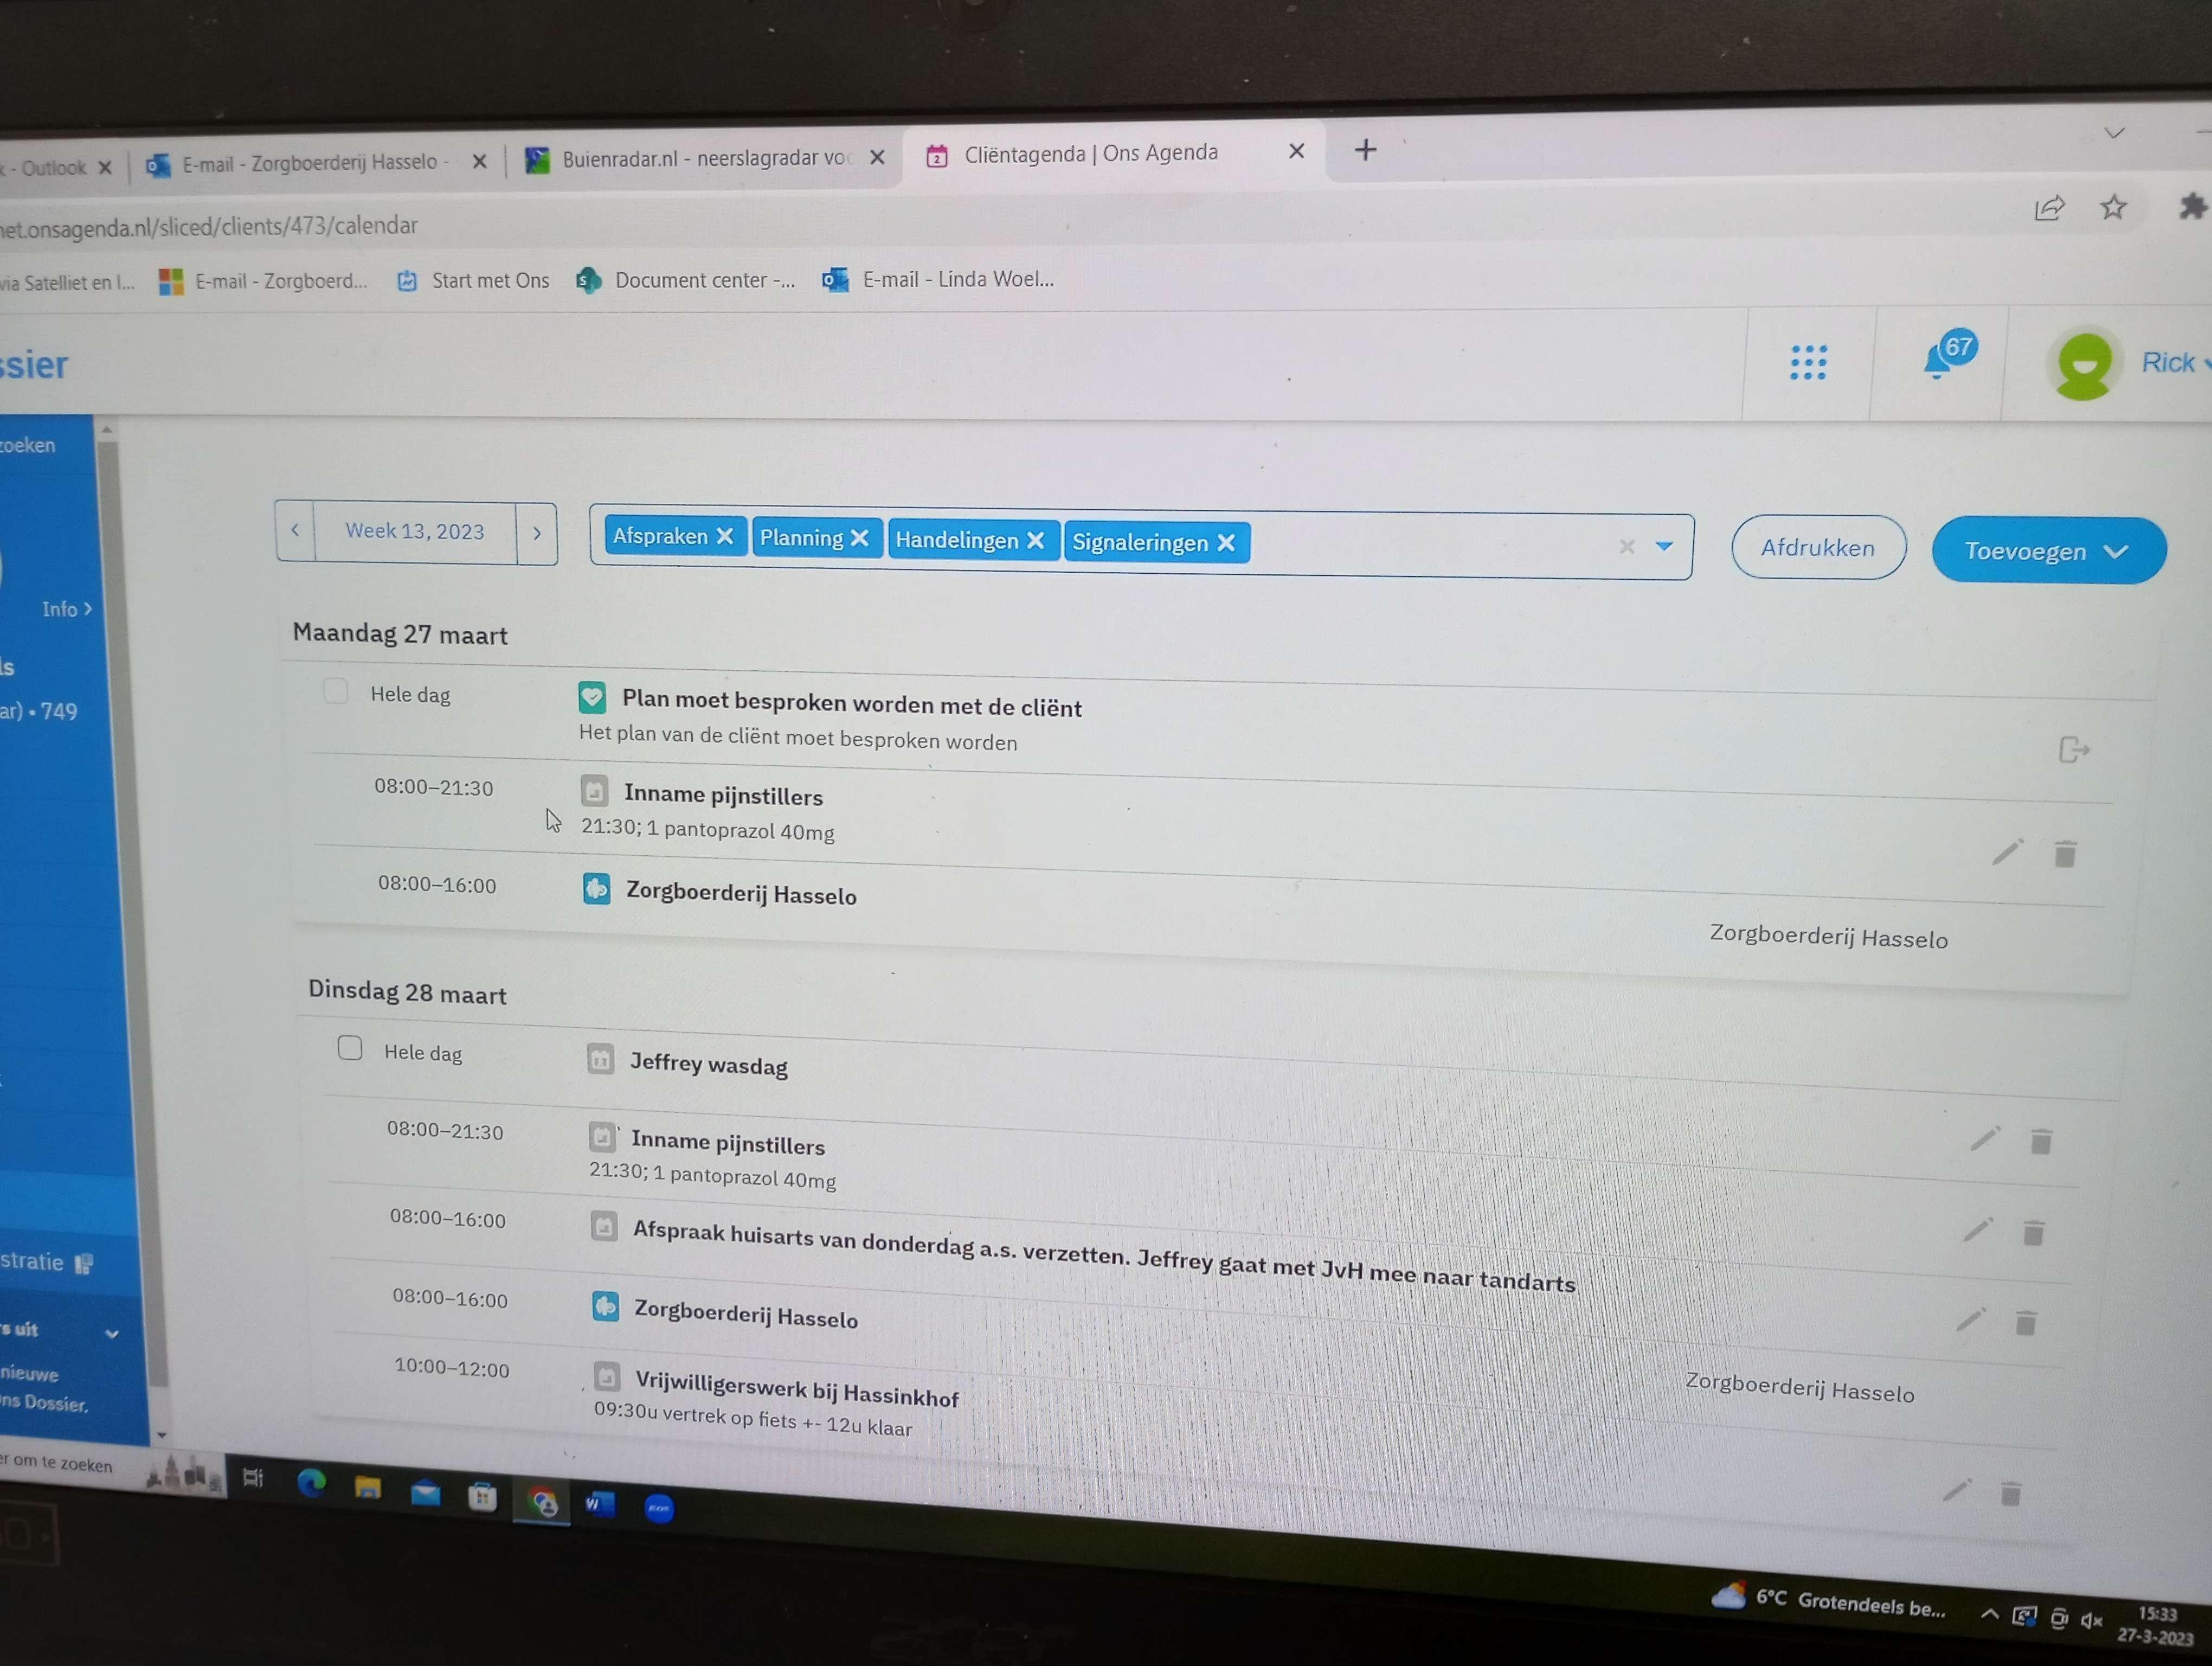 - Outlook
E-mail - Zorgboerderij Hasselo -
Buienradar.nl - neerslagradar voo
Cliëntagenda | Ons Agenda
net.onsagenda.nl/sliced/clients/473/calendar
via Satelliet en l...
E-mail - Zorgboerd...
Start met Ons
Document center -...
E-mail - Linda Woel...
ssier
67
Rick
zoeken
Info >
ls
ar) • 749
stratie
s uit
nieuwe
ns Dossier.
Week 13, 2023
Afspraken
Planning
Handelingen
Signaleringen
Afdrukken
Toevoegen
Maandag 27 maart
Hele dag
Plan moet besproken worden met de cliënt
Het plan van de cliënt moet besproken worden
08:00–21:30
Inname pijnstillers
21:30; 1 pantoprazol 40mg
08:00–16:00
Zorgboerderij Hasselo
Zorgboerderij Hasselo
Dinsdag 28 maart
Hele dag
Jeffrey wasdag
08:00–21:30
Inname pijnstillers
21:30; 1 pantoprazol 40mg
08:00–16:00
Afspraak huisarts van donderdag a.s. verzetten. Jeffrey gaat met JvH mee naar tandarts
08:00–16:00
Zorgboerderij Hasselo
Zorgboerderij Hasselo
10:00–12:00
Vrijwilligerswerk bij Hassinkhof
09:30u vertrek op fiets +- 12u klaar
er om te zoeken
6°C Grotendeels be...
15:33
27-3-2023